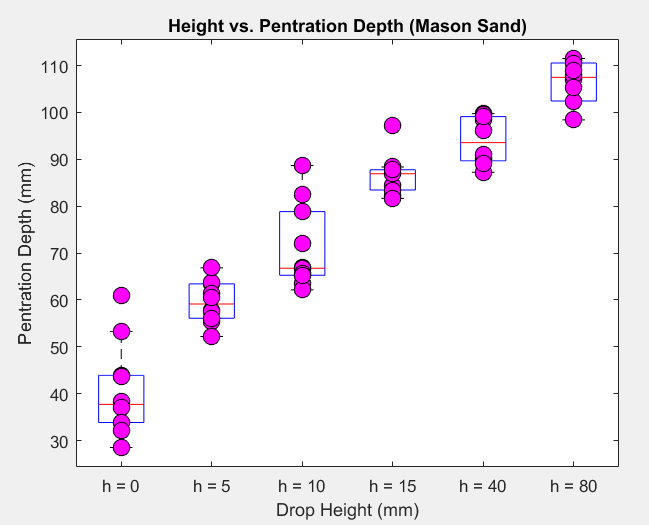 Height vs. Pentration Depth (Mason Sand)
Pentration Depth (mm)
110
100
90
80
70
60
50
40
30
h = 0
h = 5
h = 10
h = 15
h = 40
h = 80
Drop Height (mm)